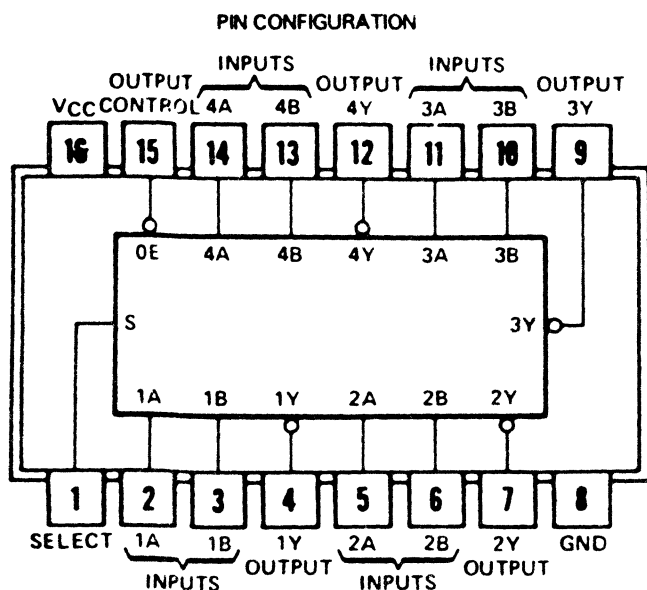 PIN CONFIGURATION
INPUTS INPUTS
OUTPUT OUTPUT OUTPUT
VCC CONTROL 4A 4B 4Y 3A 3B 3Y
16 15 14 13 12 11 10 9
OE 4A 4B 4Y 3A 3B
S 3Y
1A 1B 1Y 2A 2B 2Y
1 2 3 4 5 6 7 8
SELECT 1A 1B 1Y 2A 2B 2Y GND
INPUTS OUTPUT INPUTS OUTPUT